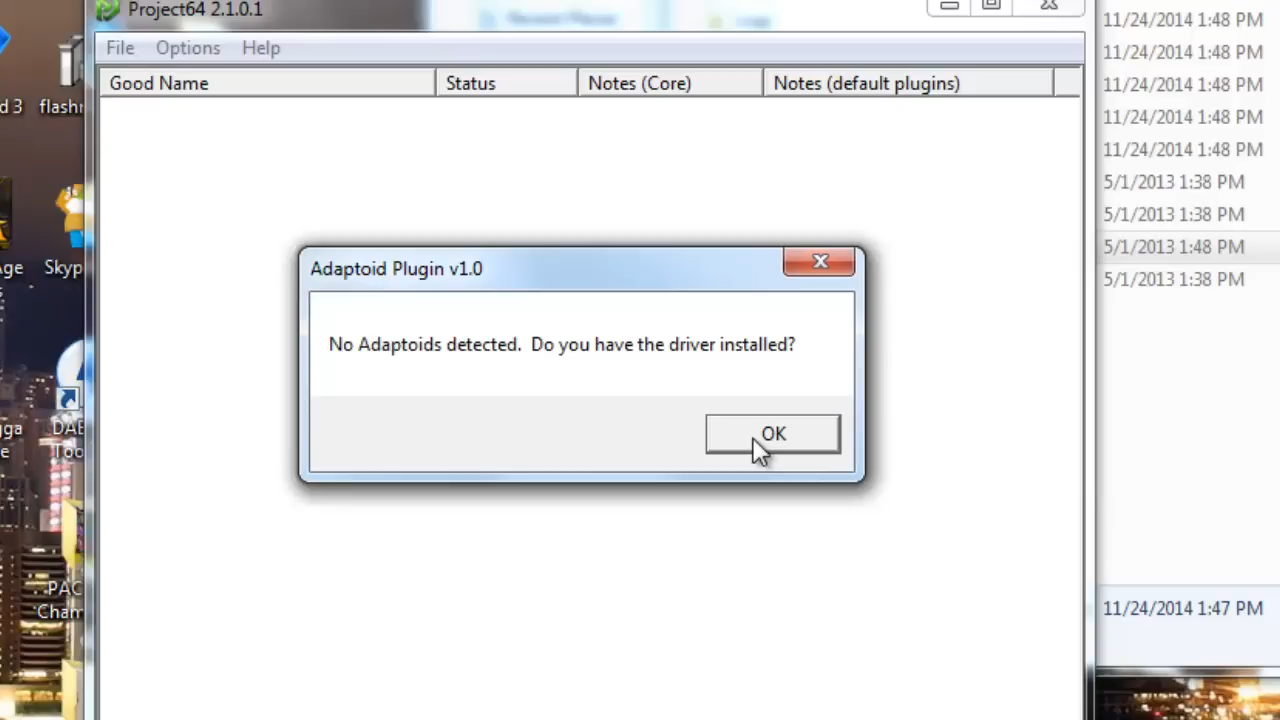 Project64 2.1.0.1
File Options Help
Good Name Status Notes (Core) Notes (default plugins)
Adaptoid Plugin v1.0
No Adaptoids detected. Do you have the driver installed?
OK
11/24/2014 1:48 PM
11/24/2014 1:48 PM
11/24/2014 1:48 PM
11/24/2014 1:48 PM
11/24/2014 1:48 PM
5/1/2013 1:38 PM
5/1/2013 1:38 PM
5/1/2013 1:48 PM
5/1/2013 1:38 PM
11/24/2014 1:47 PM
d 3
flashr
Age
Skyp
gga
DAE
Too
PAC
Cham